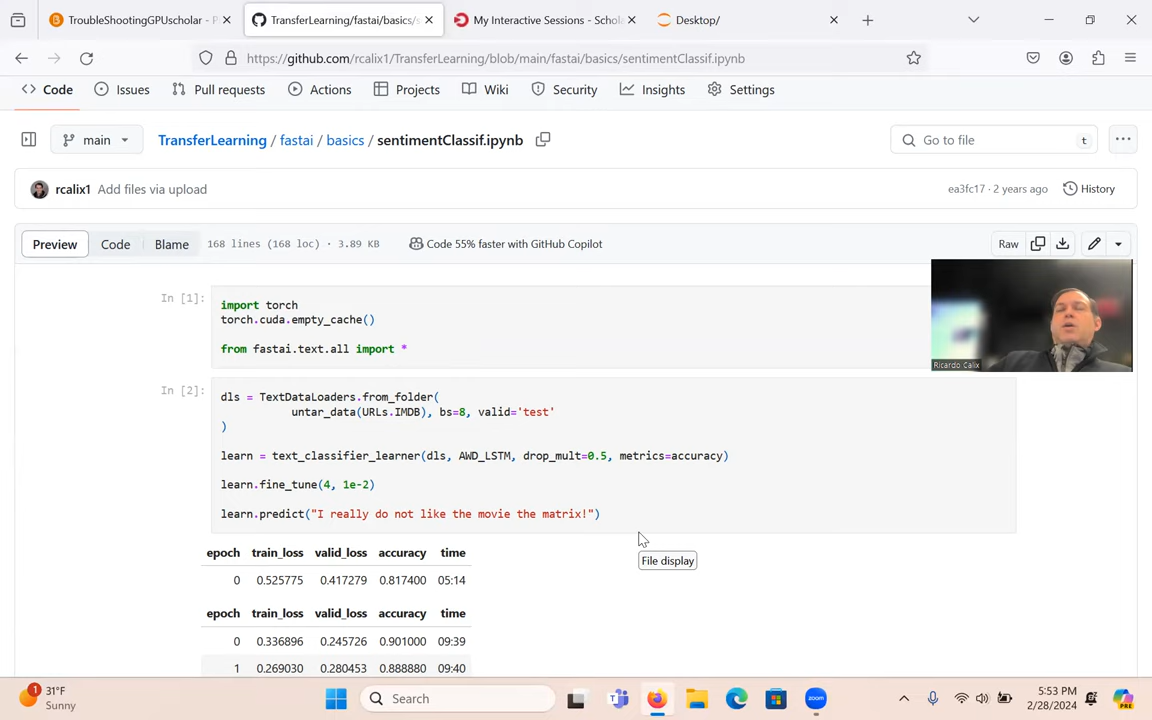 TroubleShootingGPUscholar - P
TransferLearning/fastai/basics/s
My Interactive Sessions - Schola
Desktop/
https://github.com/rcalix1/TransferLearning/blob/main/fastai/basics/sentimentClassif.ipynb
Code
Issues
Pull requests
Actions
Projects
Wiki
Security
Insights
Settings
main
TransferLearning / fastai / basics / sentimentClassif.ipynb
Go to file
t
rcalix1 Add files via upload
ea3fc17 · 2 years ago
History
Preview
Code
Blame
168 lines (168 loc) · 3.89 KB
Code 55% faster with GitHub Copilot
Raw
In [1]:
import torch
torch.cuda.empty_cache()
from fastai.text.all import *
Ricardo Calix
In [2]:
dls = TextDataLoaders.from_folder(
untar_data(URLs.IMDB), bs=8, valid='test'
)
learn = text_classifier_learner(dls, AWD_LSTM, drop_mult=0.5, metrics=accuracy)
learn.fine_tune(4, 1e-2)
learn.predict("I really do not like the movie the matrix!")
File display
epoch train_loss valid_loss accuracy time
0 0.525775 0.417279 0.817400 05:14
epoch train_loss valid_loss accuracy time
0 0.336896 0.245726 0.901000 09:39
1 0.269030 0.280453 0.888880 09:40
1
31°F
Sunny
Search
5:53 PM
2/28/2024
PRE